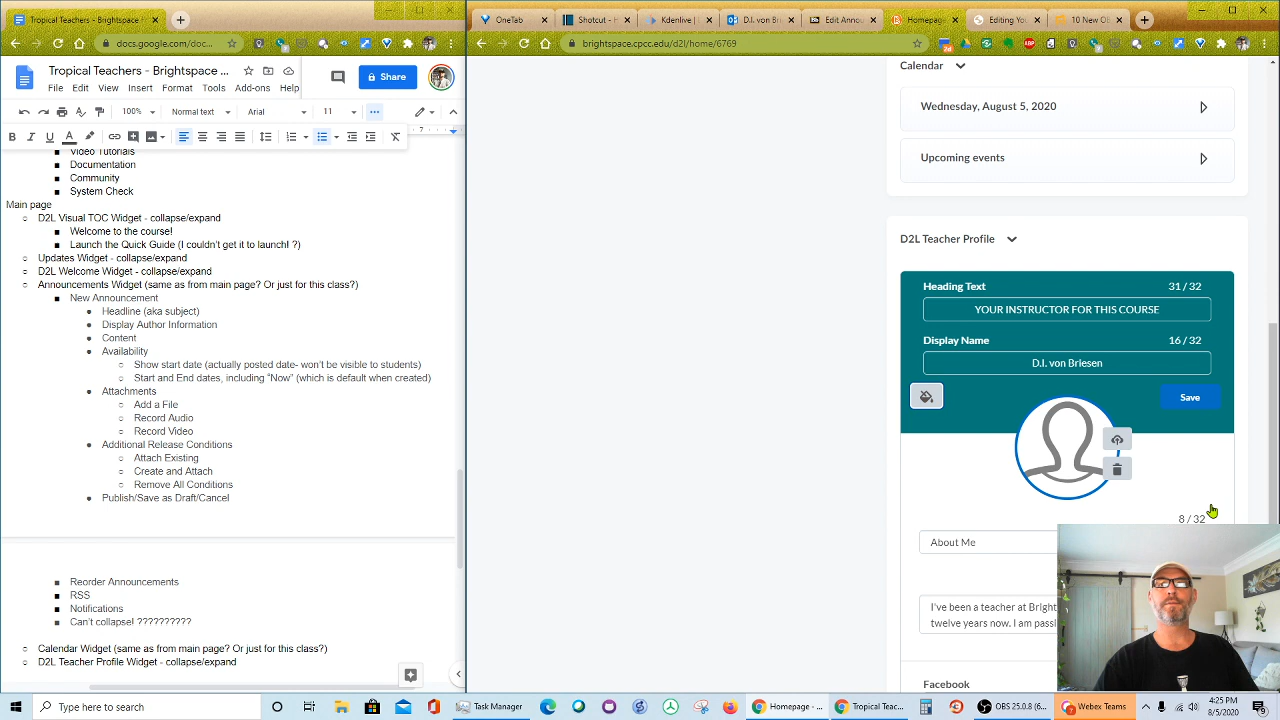 Tropical Teachers - Brightspace
docs.google.com/doc...
Tropical Teachers - Brightspace ...
Share
File Edit View Insert Format Tools Add-ons Help
100% Normal text Arial 11
7
Video Tutorials
Documentation
Community
System Check
Main page
D2L Visual TOC Widget - collapse/expand
Welcome to the course!
Launch the Quick Guide (I couldn't get it to launch! ?)
Updates Widget - collapse/expand
D2L Welcome Widget - collapse/expand
Announcements Widget (same as from main page? Or just for this class?)
New Announcement
Headline (aka subject)
Display Author Information
Content
Availability
Show start date (actually posted date- won't be visible to students)
Start and End dates, including “Now” (which is default when created)
Attachments
Add a File
Record Audio
Record Video
Additional Release Conditions
Attach Existing
Create and Attach
Remove All Conditions
Publish/Save as Draft/Cancel
Reorder Announcements
RSS
Notifications
Can't collapse! ??????????
Calendar Widget (same as from main page? Or just for this class?)
D2L Teacher Profile Widget - collapse/expand
OneTab Shotcut - H Kdenlive | D.I. von Bri Edit Annou Homepag Editing You 10 New OB
brightspace.cpcc.edu/d2l/home/6769
Calendar
Wednesday, August 5, 2020
Upcoming events
D2L Teacher Profile
Heading Text 31 / 32
YOUR INSTRUCTOR FOR THIS COURSE
Display Name 16 / 32
D.I. von Briesen
Save
8 / 32
About Me
I've been a teacher at Bright
twelve years now. I am passi
Facebook
Type here to search Task Manager Homepage - ... Tropical Teac... OBS 25.0.8 (6... Webex Teams 4:25 PM
8/5/2020